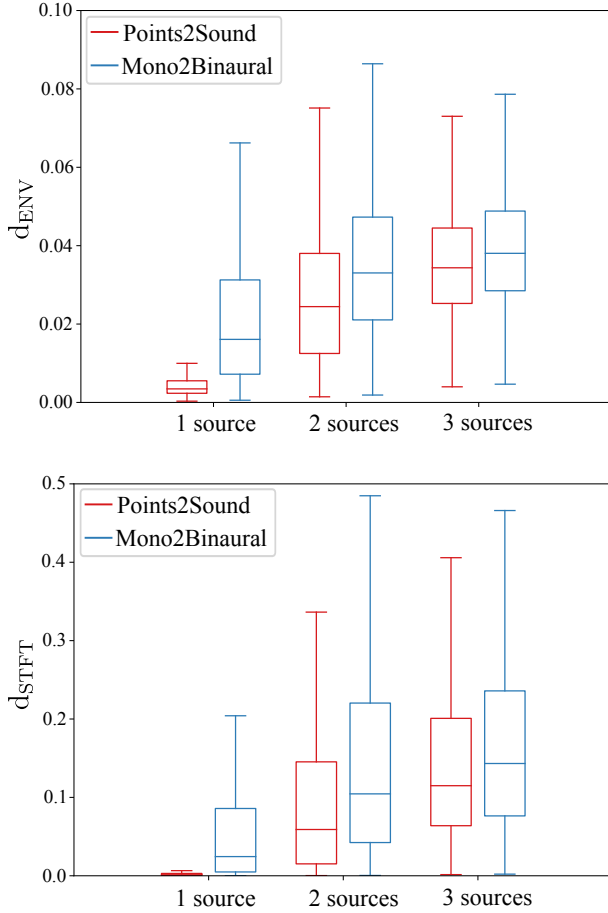 0.10
0.08
0.06
0.04
0.02
0.00
d_ENV
Points2Sound
Mono2Binaural
1 source
2 sources
3 sources
0.5
0.4
0.3
0.2
0.1
0.0
d_STFT
Points2Sound
Mono2Binaural
1 source
2 sources
3 sources